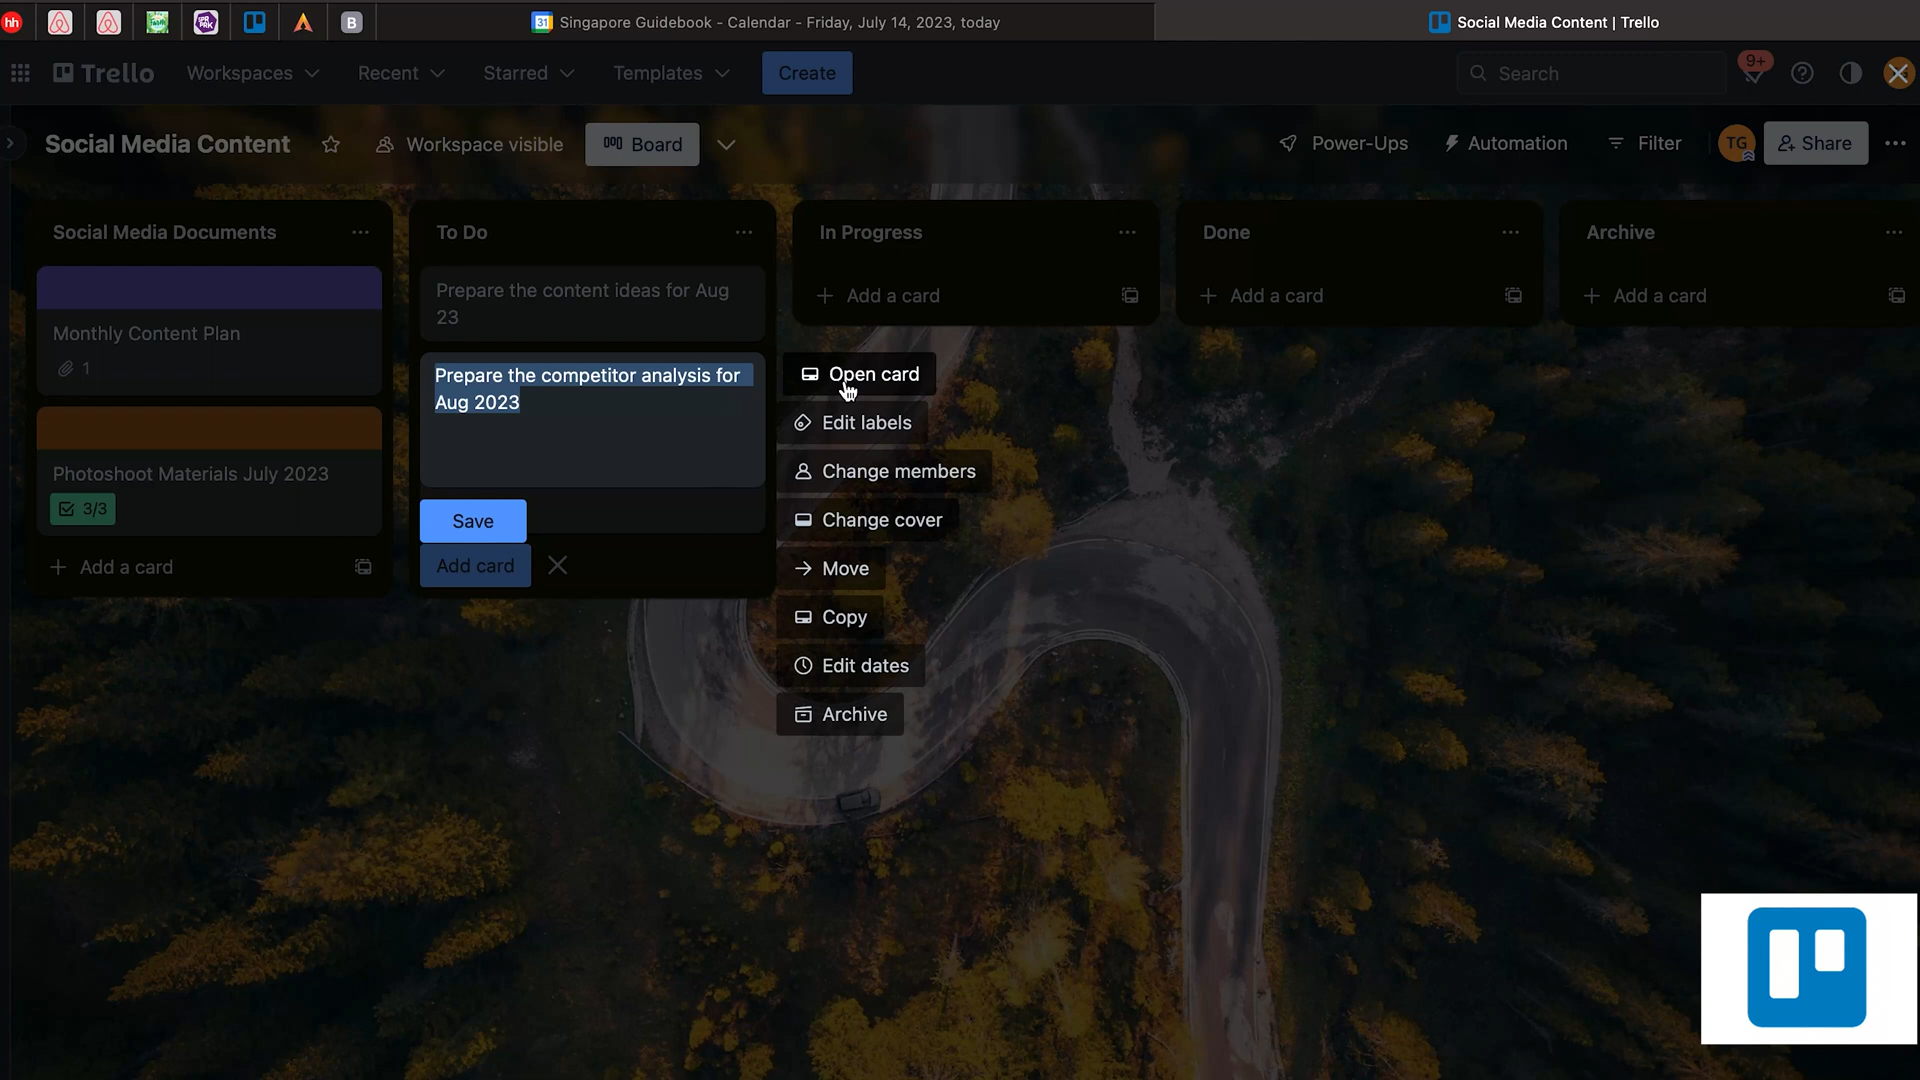 hh
SPR PRK
B
31
Singapore Guidebook - Calendar - Friday, July 14, 2023, today
Social Media Content | Trello
Trello
Workspaces
Recent
Starred
Templates
Create
Search
9+
Social Media Content
Workspace visible
Board
Power-Ups
Automation
Filter
TG
Share
Social Media Documents
Monthly Content Plan
1
Photoshoot Materials July 2023
3/3
+ Add a card
To Do
Prepare the content ideas for Aug
23
Prepare the competitor analysis for
Aug 2023
Save
Add card
Open card
Edit labels
Change members
Change cover
Move
Copy
Edit dates
Archive
In Progress
+ Add a card
Done
+ Add a card
Archive
+ Add a card